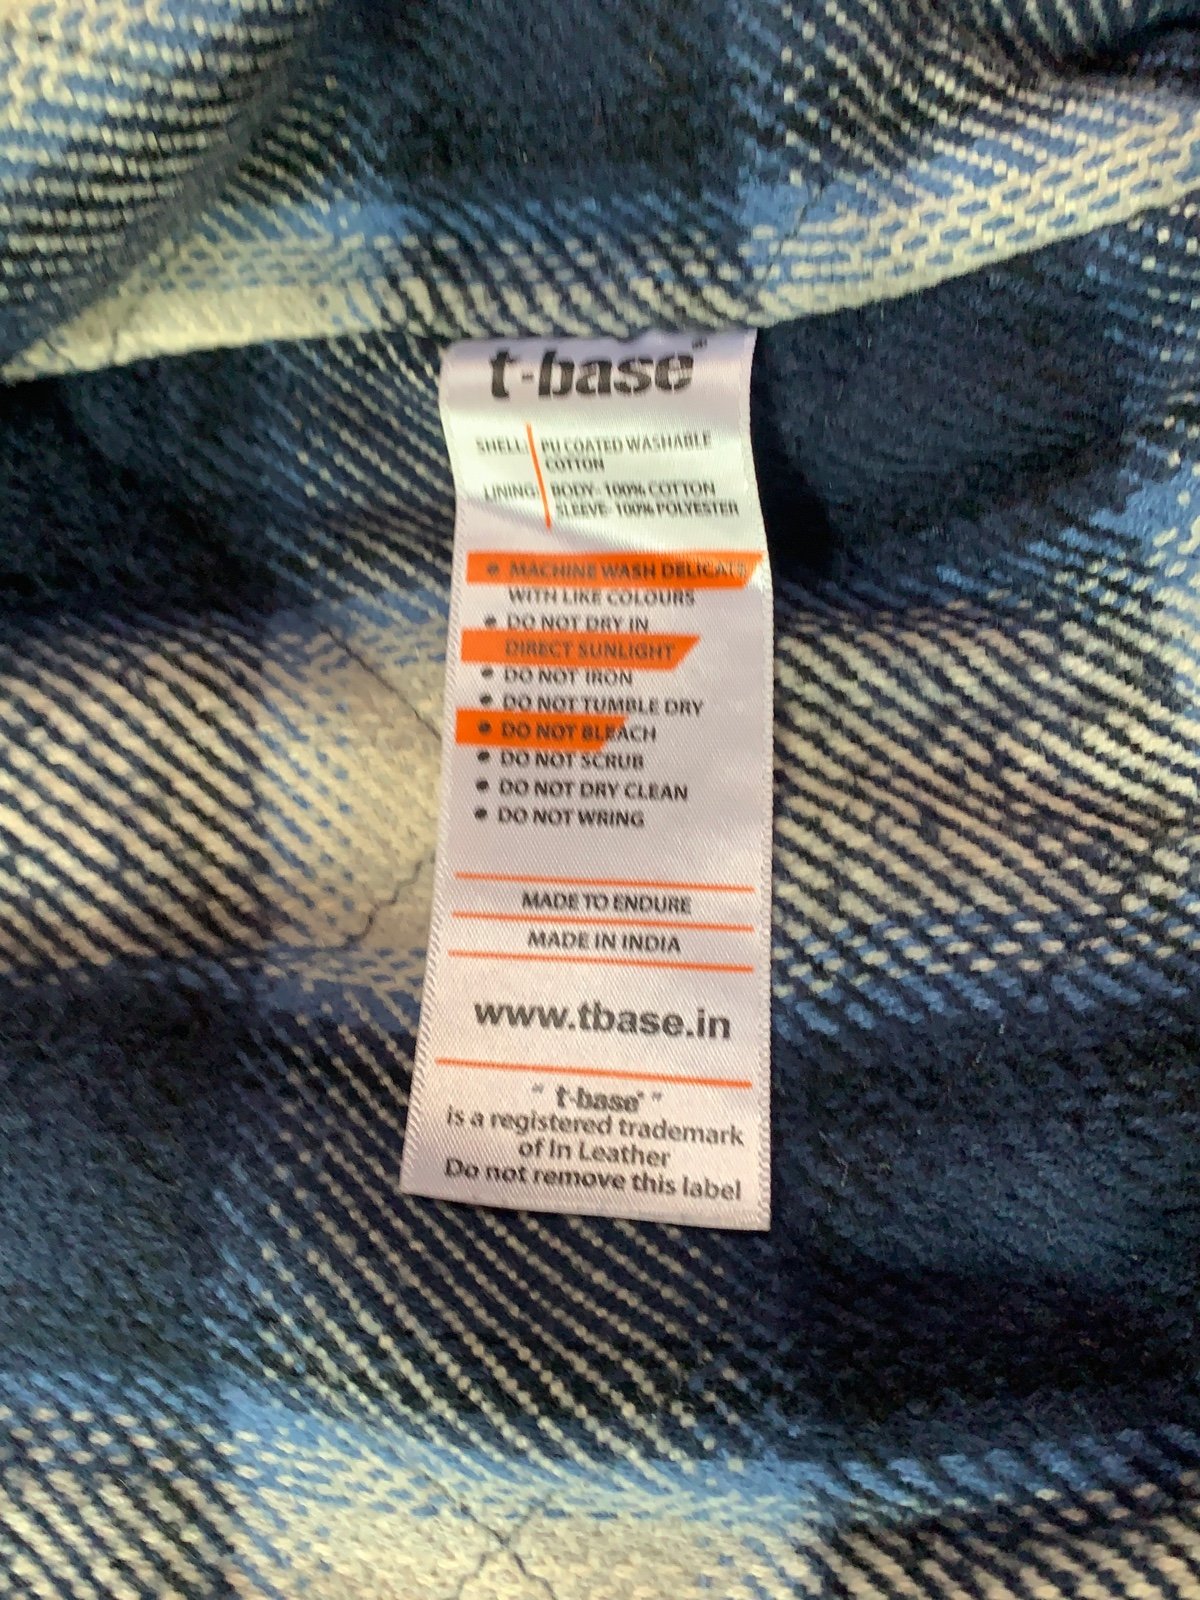 t-base®
SHELL: PU COATED WASHABLE
COTTON
LINING: BODY- 100% COTTON
SLEEVE- 100% POLYESTER
• MACHINE WASH DELICATE
WITH LIKE COLOURS
• DO NOT DRY IN
DIRECT SUNLIGHT
• DO NOT IRON
• DO NOT TUMBLE DRY
• DO NOT BLEACH
• DO NOT SCRUB
• DO NOT DRY CLEAN
• DO NOT WRING
MADE TO ENDURE
MADE IN INDIA
www.tbase.in
" t-base® "
is a registered trademark
of In Leather
Do not remove this label